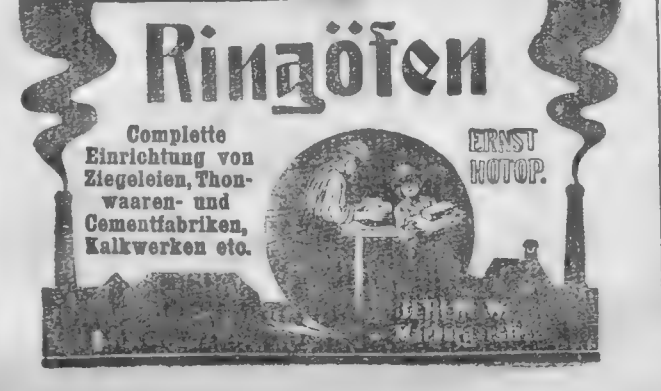 Ringöfen
Complette
Einrichtung von
Ziegeleien, Thon-
waaren- und
Cementfabriken,
Kalkwerken etc.
ERNST
HOTOP.